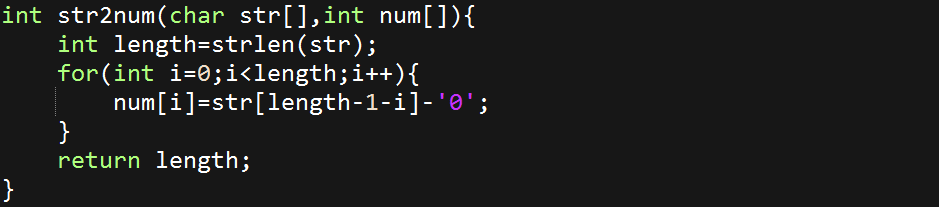 int str2num(char str[],int num[]){
    int length=strlen(str);
    for(int i=0;i<length;i++){
        num[i]=str[length-1-i]-'0';
    }
    return length;
}